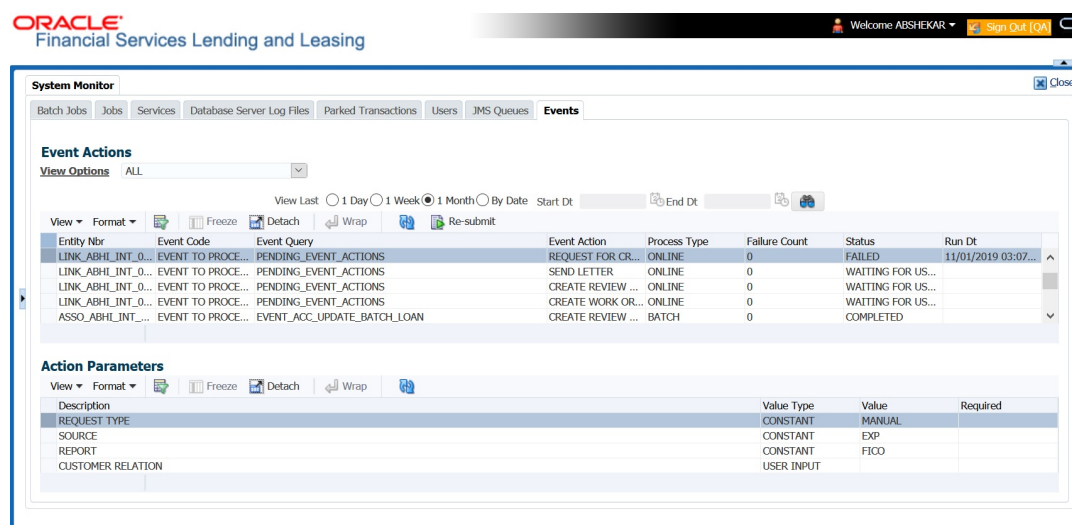 ORACLE®
Welcome ABSHEKAR Sign Out [QA]
Financial Services Lending and Leasing
System Monitor Close
Batch Jobs Jobs Services Database Server Log Files Parked Transactions Users JMS Queues Events
Event Actions
View Options ALL
View Last 1 Day 1 Week 1 Month By Date Start Dt End Dt
View Format Freeze Detach Wrap Re-submit
Entity Nbr Event Code Event Query Event Action Process Type Failure Count Status Run Dt
LINK_ABHI_INT_0... EVENT TO PROCE... PENDING_EVENT_ACTIONS REQUEST FOR CR... ONLINE 0 FAILED 11/01/2019 03:07...
LINK_ABHI_INT_0... EVENT TO PROCE... PENDING_EVENT_ACTIONS SEND LETTER ONLINE 0 WAITING FOR US...
LINK_ABHI_INT_0... EVENT TO PROCE... PENDING_EVENT_ACTIONS CREATE REVIEW ... ONLINE 0 WAITING FOR US...
LINK_ABHI_INT_0... EVENT TO PROCE... PENDING_EVENT_ACTIONS CREATE WORK OR... ONLINE 0 WAITING FOR US...
ASSO_ABHI_INT_... EVENT TO PROCE... EVENT_ACC_UPDATE_BATCH_LOAN CREATE REVIEW ... BATCH 0 COMPLETED
Action Parameters
View Format Freeze Detach Wrap
Description Value Type Value Required
REQUEST TYPE CONSTANT MANUAL
SOURCE CONSTANT EXP
REPORT CONSTANT FICO
CUSTOMER RELATION USER INPUT